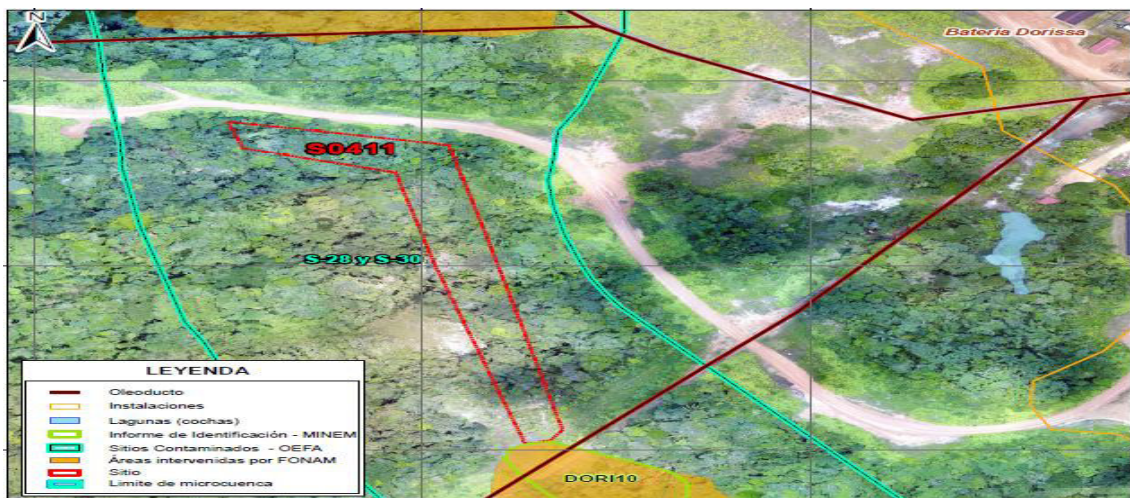 N
Batería Dorissa
S0411
S-28 y S-30
DORI10
LEYENDA
Oleoducto
Instalaciones
Lagunas (cochas)
Informe de Identificación - MINEM
Sitios Contaminados - OEFA
Áreas intervenidas por FONAM
Sitio
Limite de microcuenca